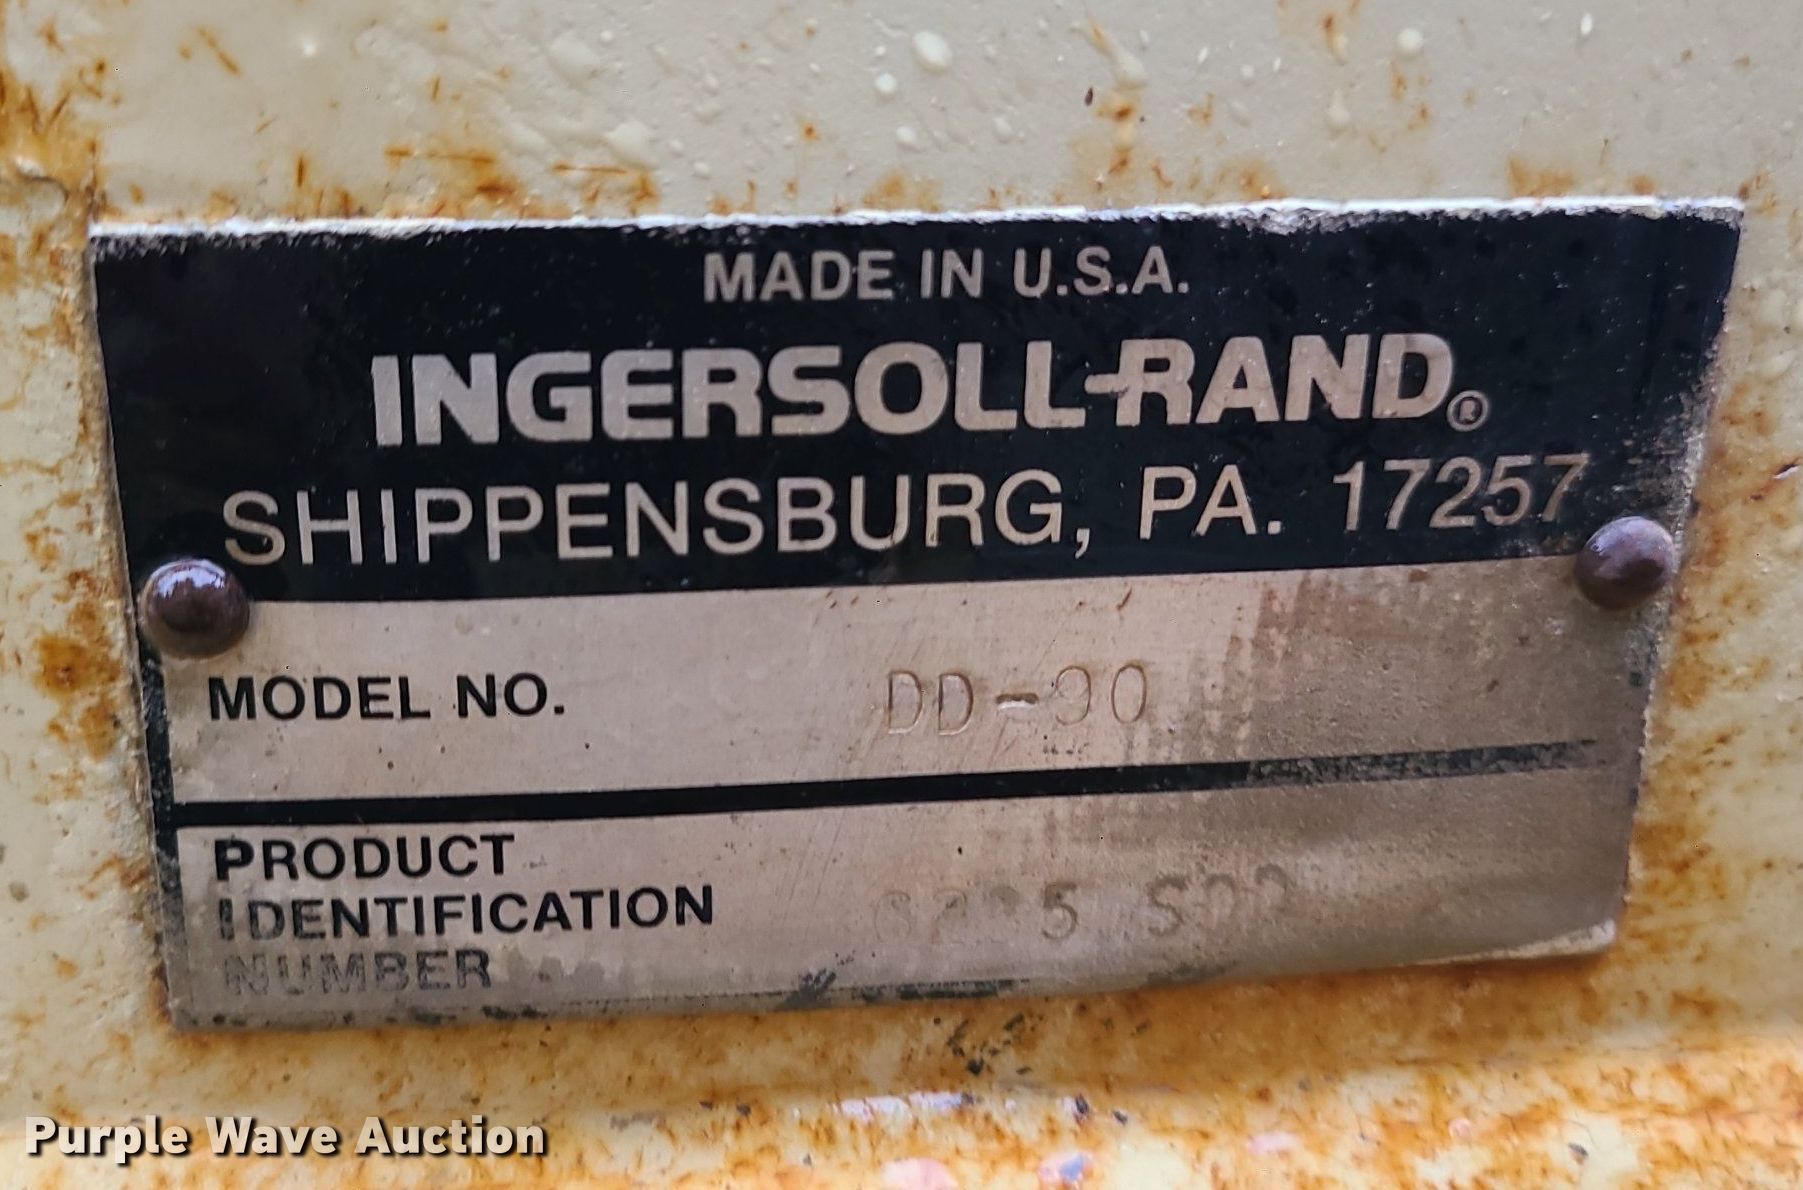 MADE IN U.S.A.
INGERSOLL-RAND®
SHIPPENSBURG, PA. 17257
MODEL NO. DD-90
PRODUCT
IDENTIFICATION
NUMBER
Purple Wave Auction